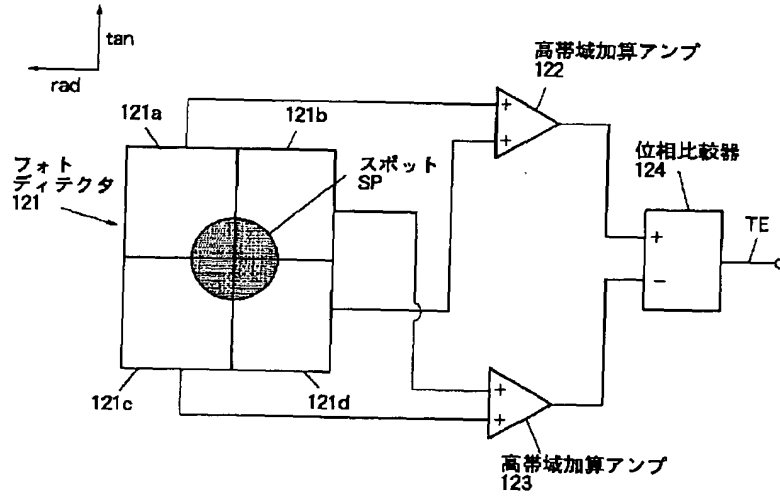 tan
rad
高帯域加算アンプ
122
121a
121b
フォト
ディテクタ
121
スポット
SP
位相比較器
124
+
+
TE
+
−
+
+
121c
121d
高帯域加算アンプ
123